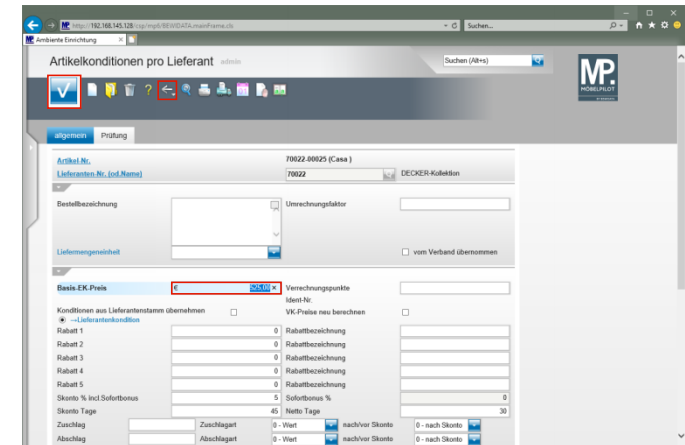 http://192.168.145.128/csp/mp6/BEWIDATA.mainFrame.cls
Suchen...
Ambiente Einrichtung
Artikelkonditionen pro Lieferant admin
Suchen (Alt+s)
MP.
MÖBELPILOT
allgemein Prüfung
Artikel-Nr. 70022-00025 (Casa )
Lieferanten-Nr. (od.Name) 70022 DECKER-Kollektion
Bestellbezeichnung Umrechnungsfaktor
Liefermengeneinheit vom Verband übernommen
Basis-EK-Preis € 525,00 Verrechnungspunkte
Ident-Nr.
Konditionen aus Lieferantenstamm übernehmen VK-Preise neu berechnen
→Lieferantenkondition
Rabatt 1 0 Rabattbezeichnung
Rabatt 2 0 Rabattbezeichnung
Rabatt 3 0 Rabattbezeichnung
Rabatt 4 0 Rabattbezeichnung
Rabatt 5 0 Rabattbezeichnung
Skonto % incl.Sofortbonus 5 Sofortbonus % 0
Skonto Tage 45 Netto Tage 30
Zuschlag Zuschlagart 0 - Wert nach/vor Skonto 0 - nach Skonto
Abschlag Abschlagart 0 - Wert nach/vor Skonto 0 - nach Skonto